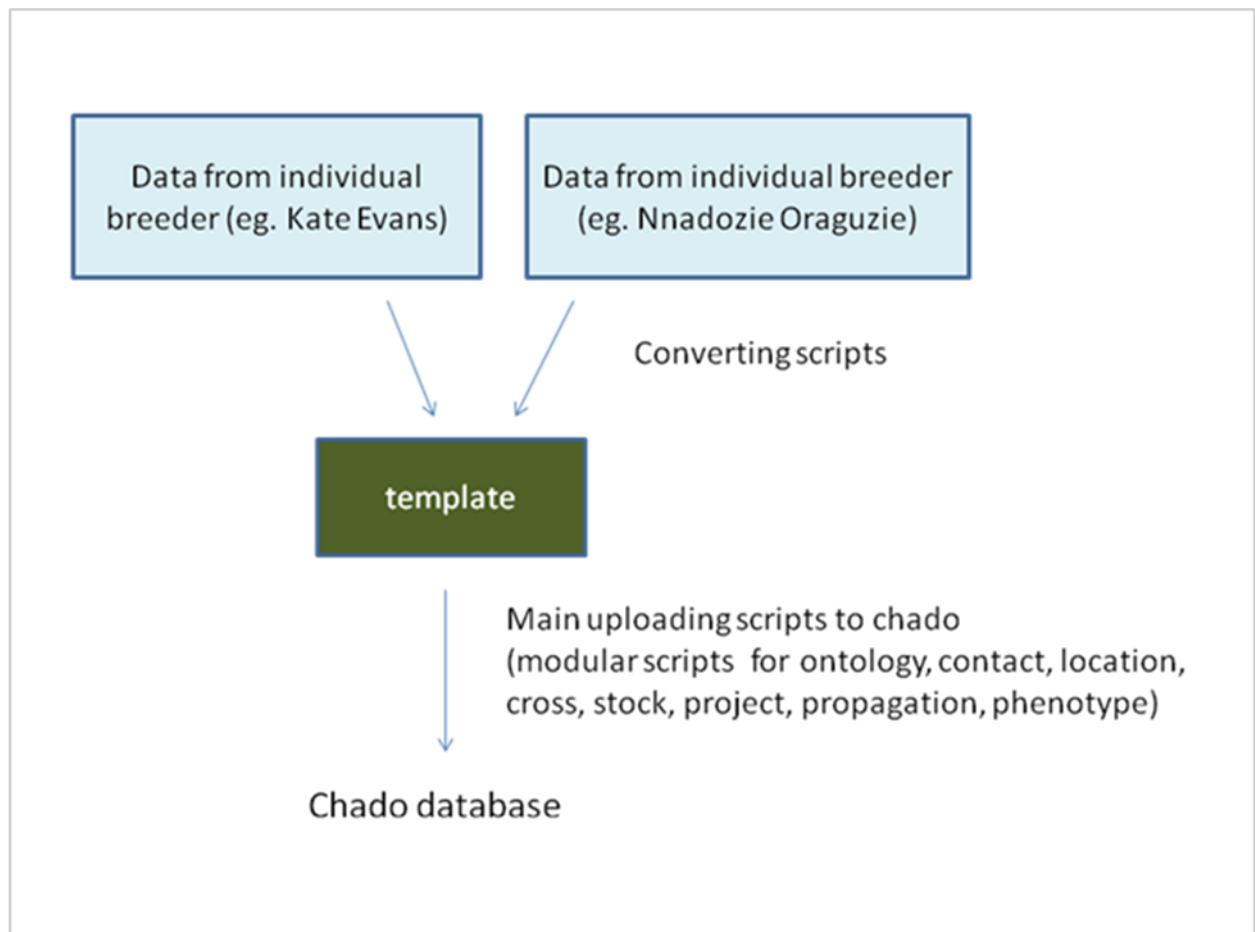 Data from individual
breeder (eg. Kate Evans)
Data from individual breeder
(eg. Nnadozie Oraguzie)
Converting scripts
template
Main uploading scripts to chado
(modular scripts for ontology, contact, location,
cross, stock, project, propagation, phenotype)
Chado database